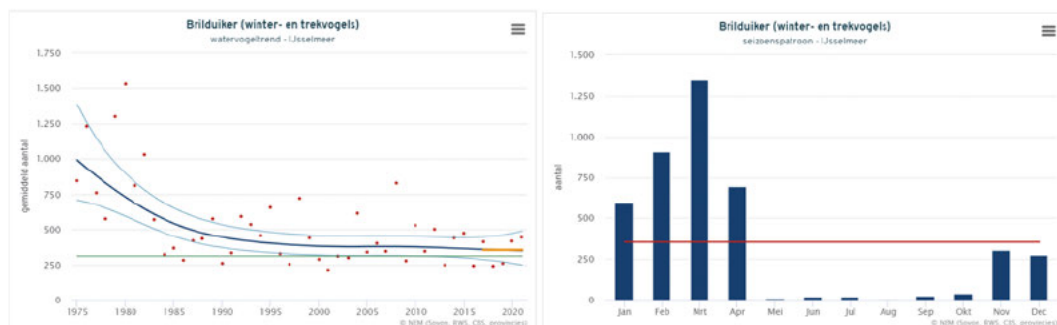 Brilduiker (winter- en trekvogels)
watervogeltrend - IJsselmeer
gemiddeld aantal
1.750
1.500
1.250
1.000
750
500
250
0
1975
1980
1985
1990
1995
2000
2005
2010
2015
2020
© NEM (Sovon, RWS, CBS, provincies)
Brilduiker (winter- en trekvogels)
seizoenspatroon - IJsselmeer
aantal
1.500
1.250
1.000
750
500
250
0
Jan
Feb
Mrt
Apr
Mei
Jun
Jul
Aug
Sep
Okt
Nov
Dec
© NEM (Sovon, RWS, CBS, provincies)